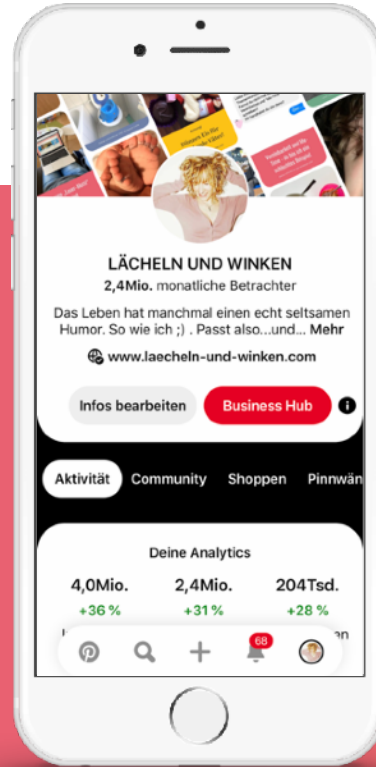 LÄCHELN UND WINKEN
2,4Mio. monatliche Betrachter
Das Leben hat manchmal einen echt seltsamen
Humor. So wie ich ;) . Passt also...und... Mehr
www.laecheln-und-winken.com
Infos bearbeiten Business Hub
Aktivität Community Shoppen Pinnwän
Deine Analytics
4,0Mio. 2,4Mio. 204Tsd.
+36 % +31 % +28 %
68